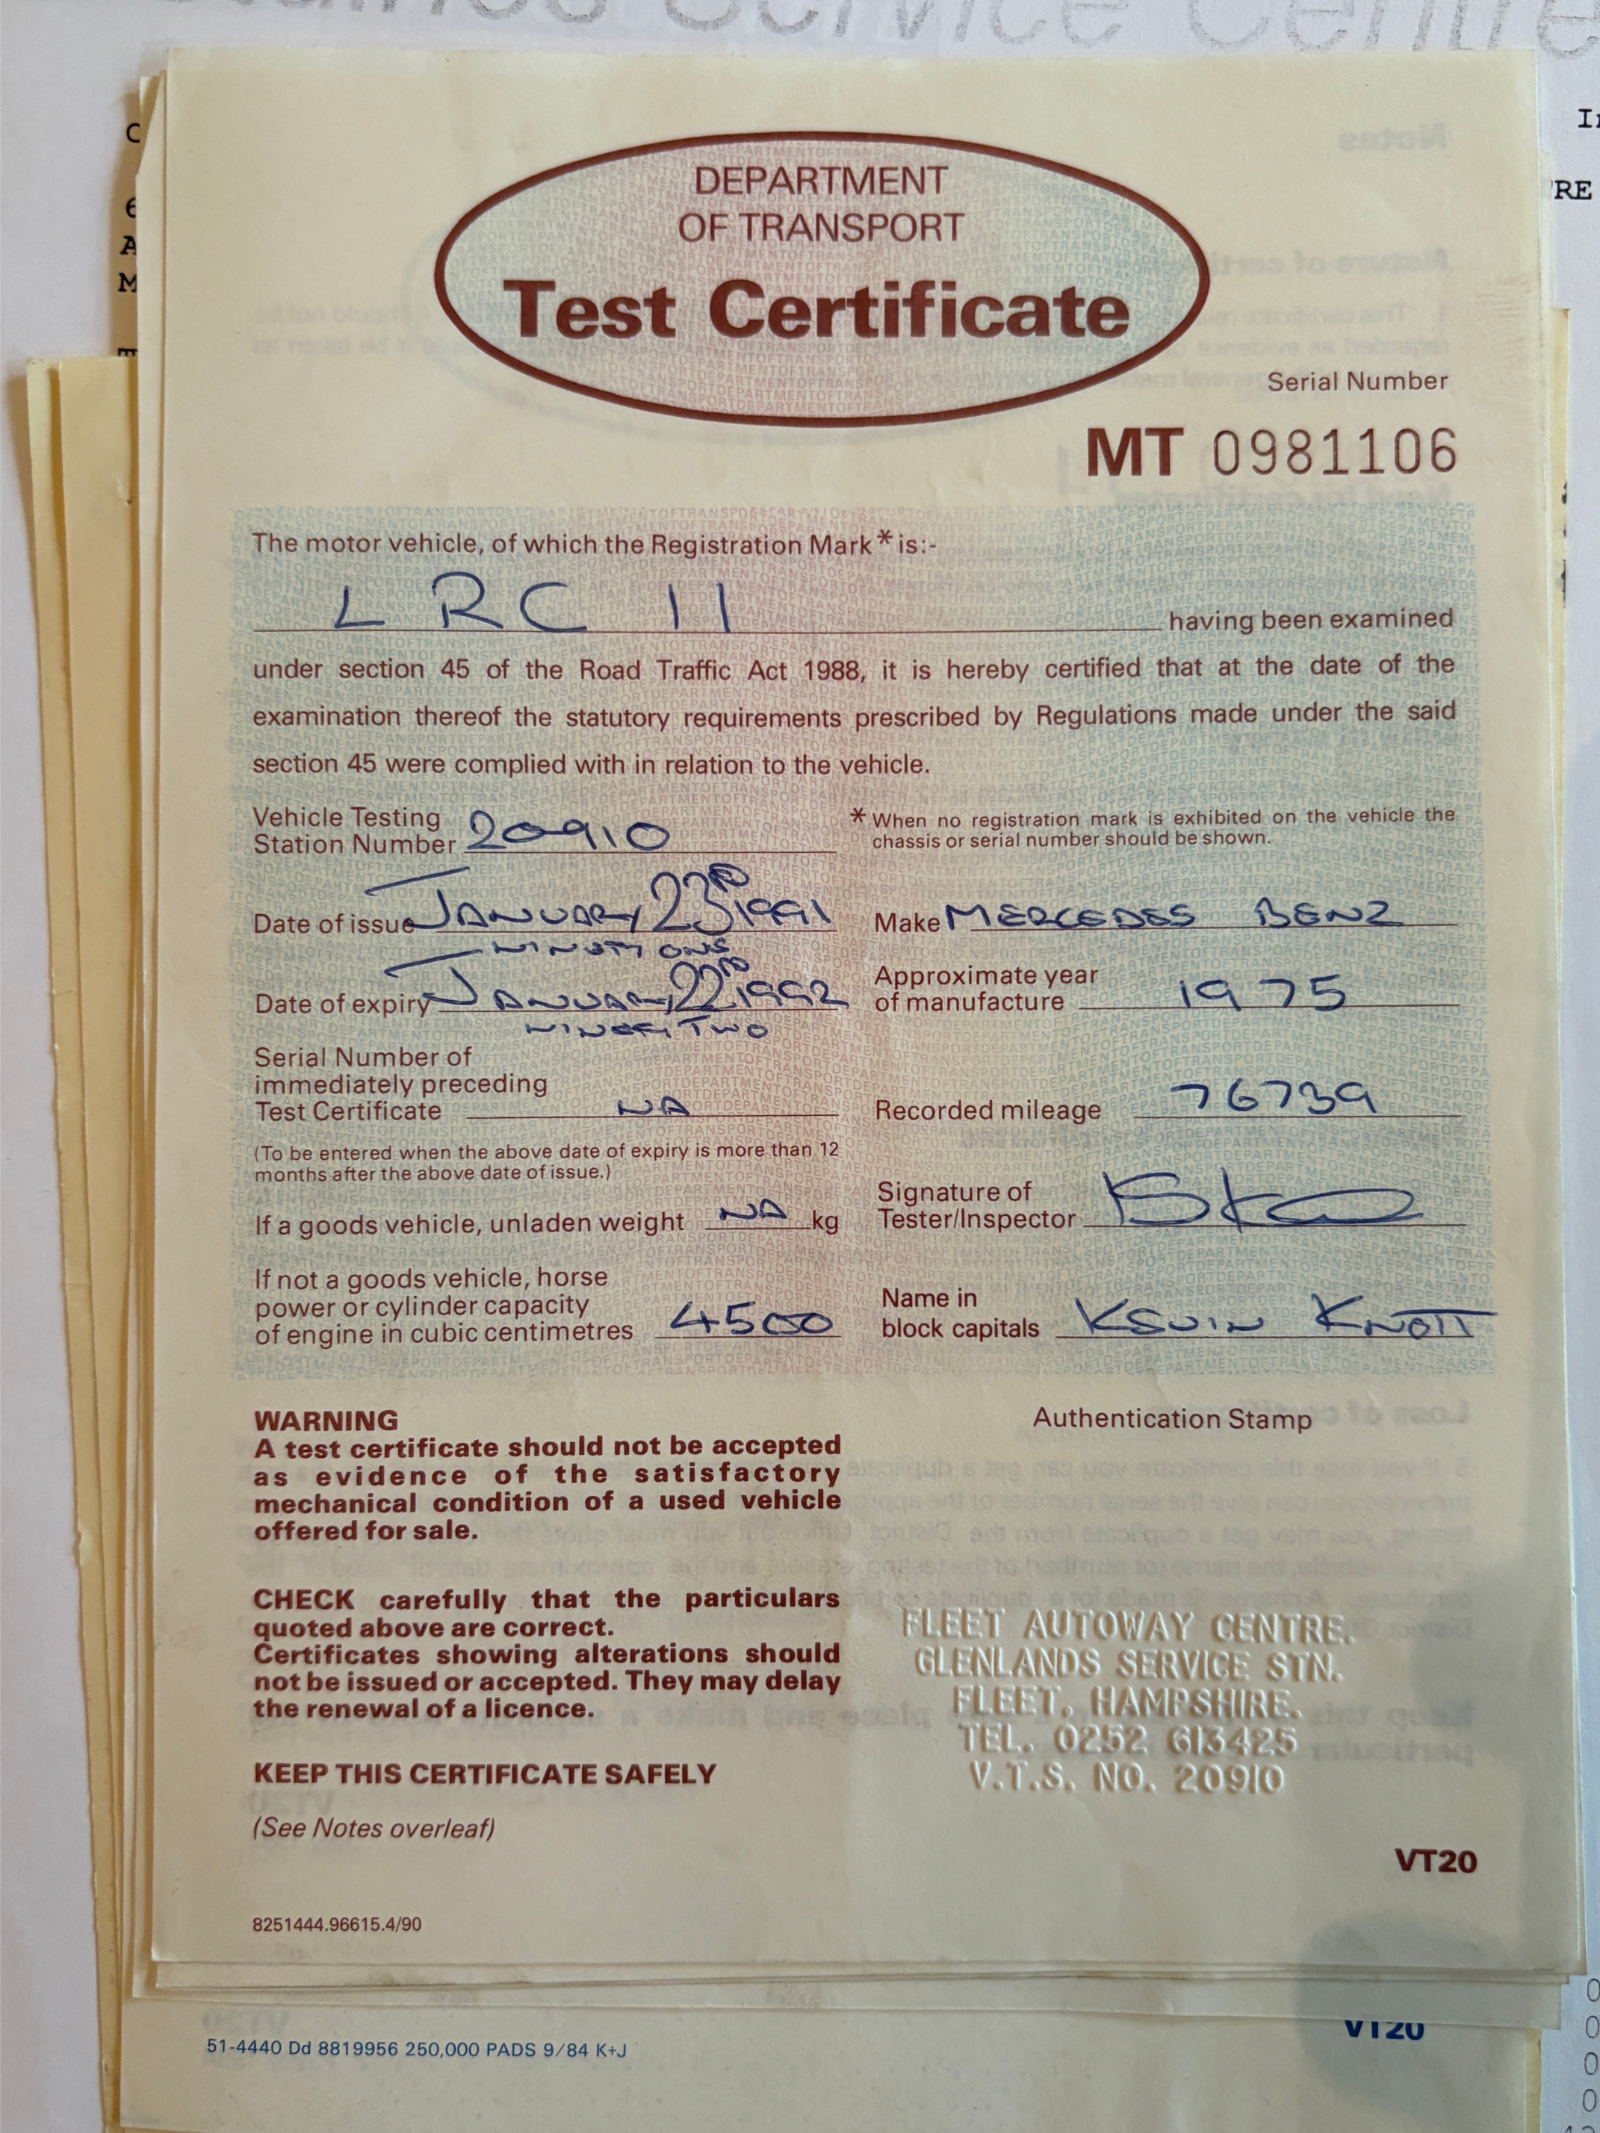 DEPARTMENT
OF TRANSPORT
Test Certificate
Serial Number
MT 0981106
The motor vehicle, of which the Registration Mark * is:-
L RC 11 having been examined
under section 45 of the Road Traffic Act 1988, it is hereby certified that at the date of the
examination thereof the statutory requirements prescribed by Regulations made under the said
section 45 were complied with in relation to the vehicle.
Vehicle Testing
Station Number 20910
* When no registration mark is exhibited on the vehicle the
chassis or serial number should be shown.
Date of issue JANUARY 23RD 1991
NINETY ONE
Make MERCEDES BENZ
Date of expiry JANUARY 22ND 1992
NINETY TWO
Approximate year
of manufacture 1975
Serial Number of
immediately preceding
Test Certificate NA
Recorded mileage 76739
(To be entered when the above date of expiry is more than 12
months after the above date of issue.)
If a goods vehicle, unladen weight NA kg
Signature of
Tester/Inspector
If not a goods vehicle, horse
power or cylinder capacity
of engine in cubic centimetres 4500
Name in
block capitals KEVIN KNOTT
WARNING
A test certificate should not be accepted
as evidence of the satisfactory
mechanical condition of a used vehicle
offered for sale.
CHECK carefully that the particulars
quoted above are correct.
Certificates showing alterations should
not be issued or accepted. They may delay
the renewal of a licence.
KEEP THIS CERTIFICATE SAFELY
(See Notes overleaf)
Authentication Stamp
FLEET AUTOWAY CENTRE.
GLENLANDS SERVICE STN.
FLEET, HAMPSHIRE.
TEL. 0252 613425
V.T.S. NO. 20910
VT20
8251444.96615.4/90
VT20
51-4440 Dd 8819956 250,000 PADS 9/84 K+J
Service Centre